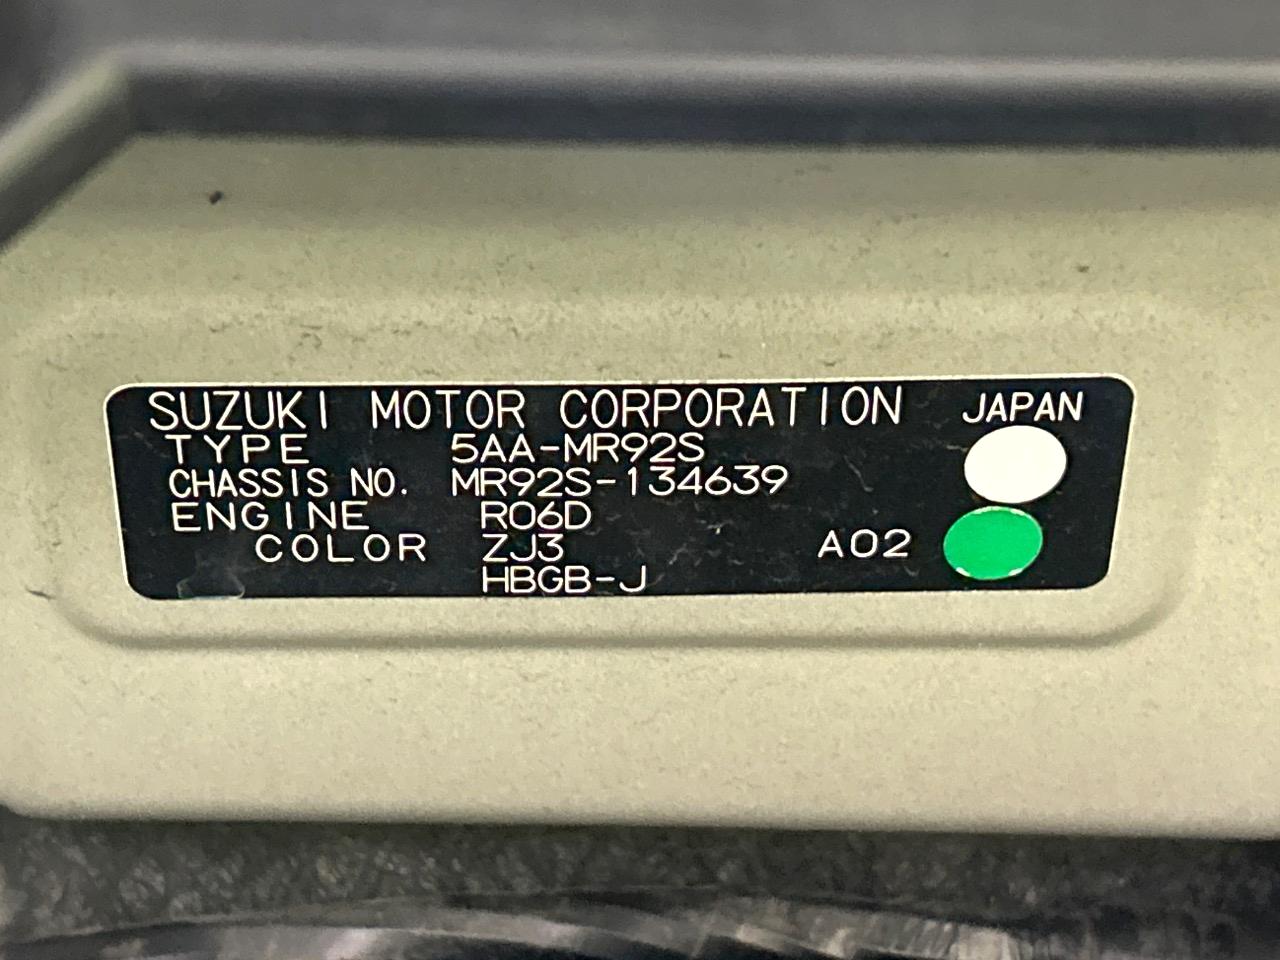 SUZUKI MOTOR CORPORATION JAPAN
TYPE 5AA-MR92S
CHASSIS NO. MR92S-134639
ENGINE R06D
COLOR ZJ3 A02
HBGB-J